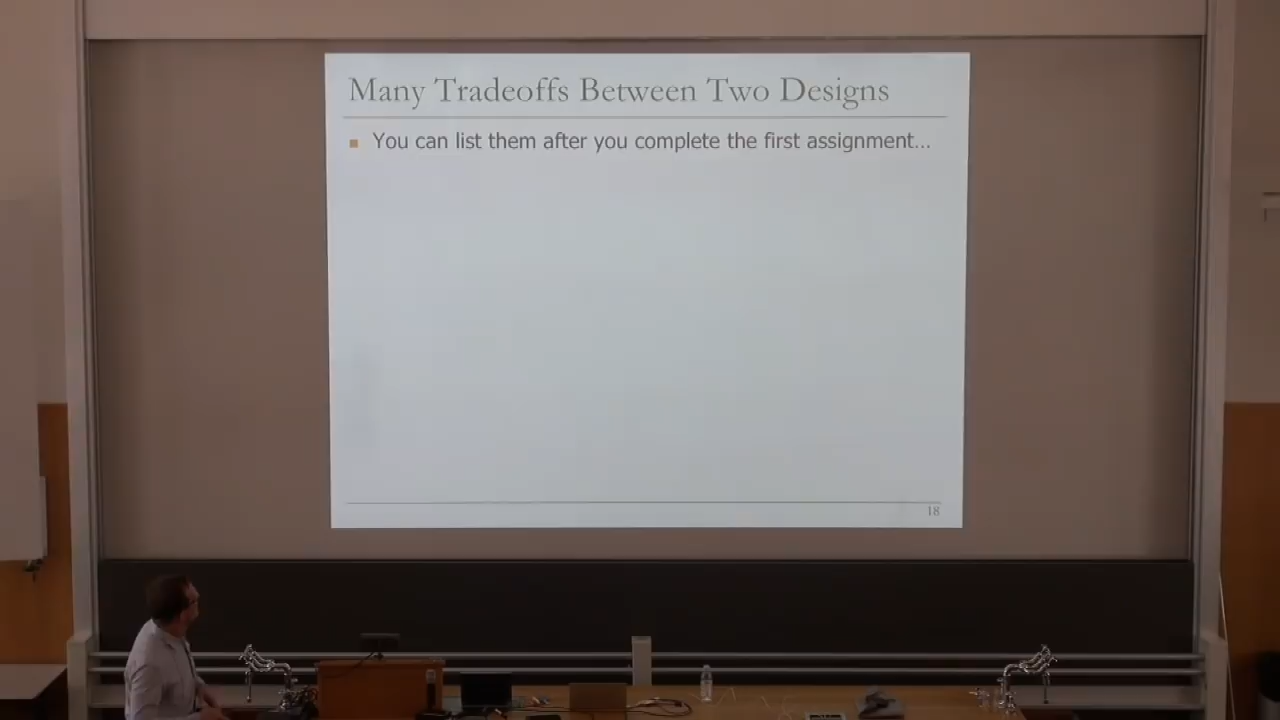 Many Tradeoffs Between Two Designs
You can list them after you complete the first assignment…
18